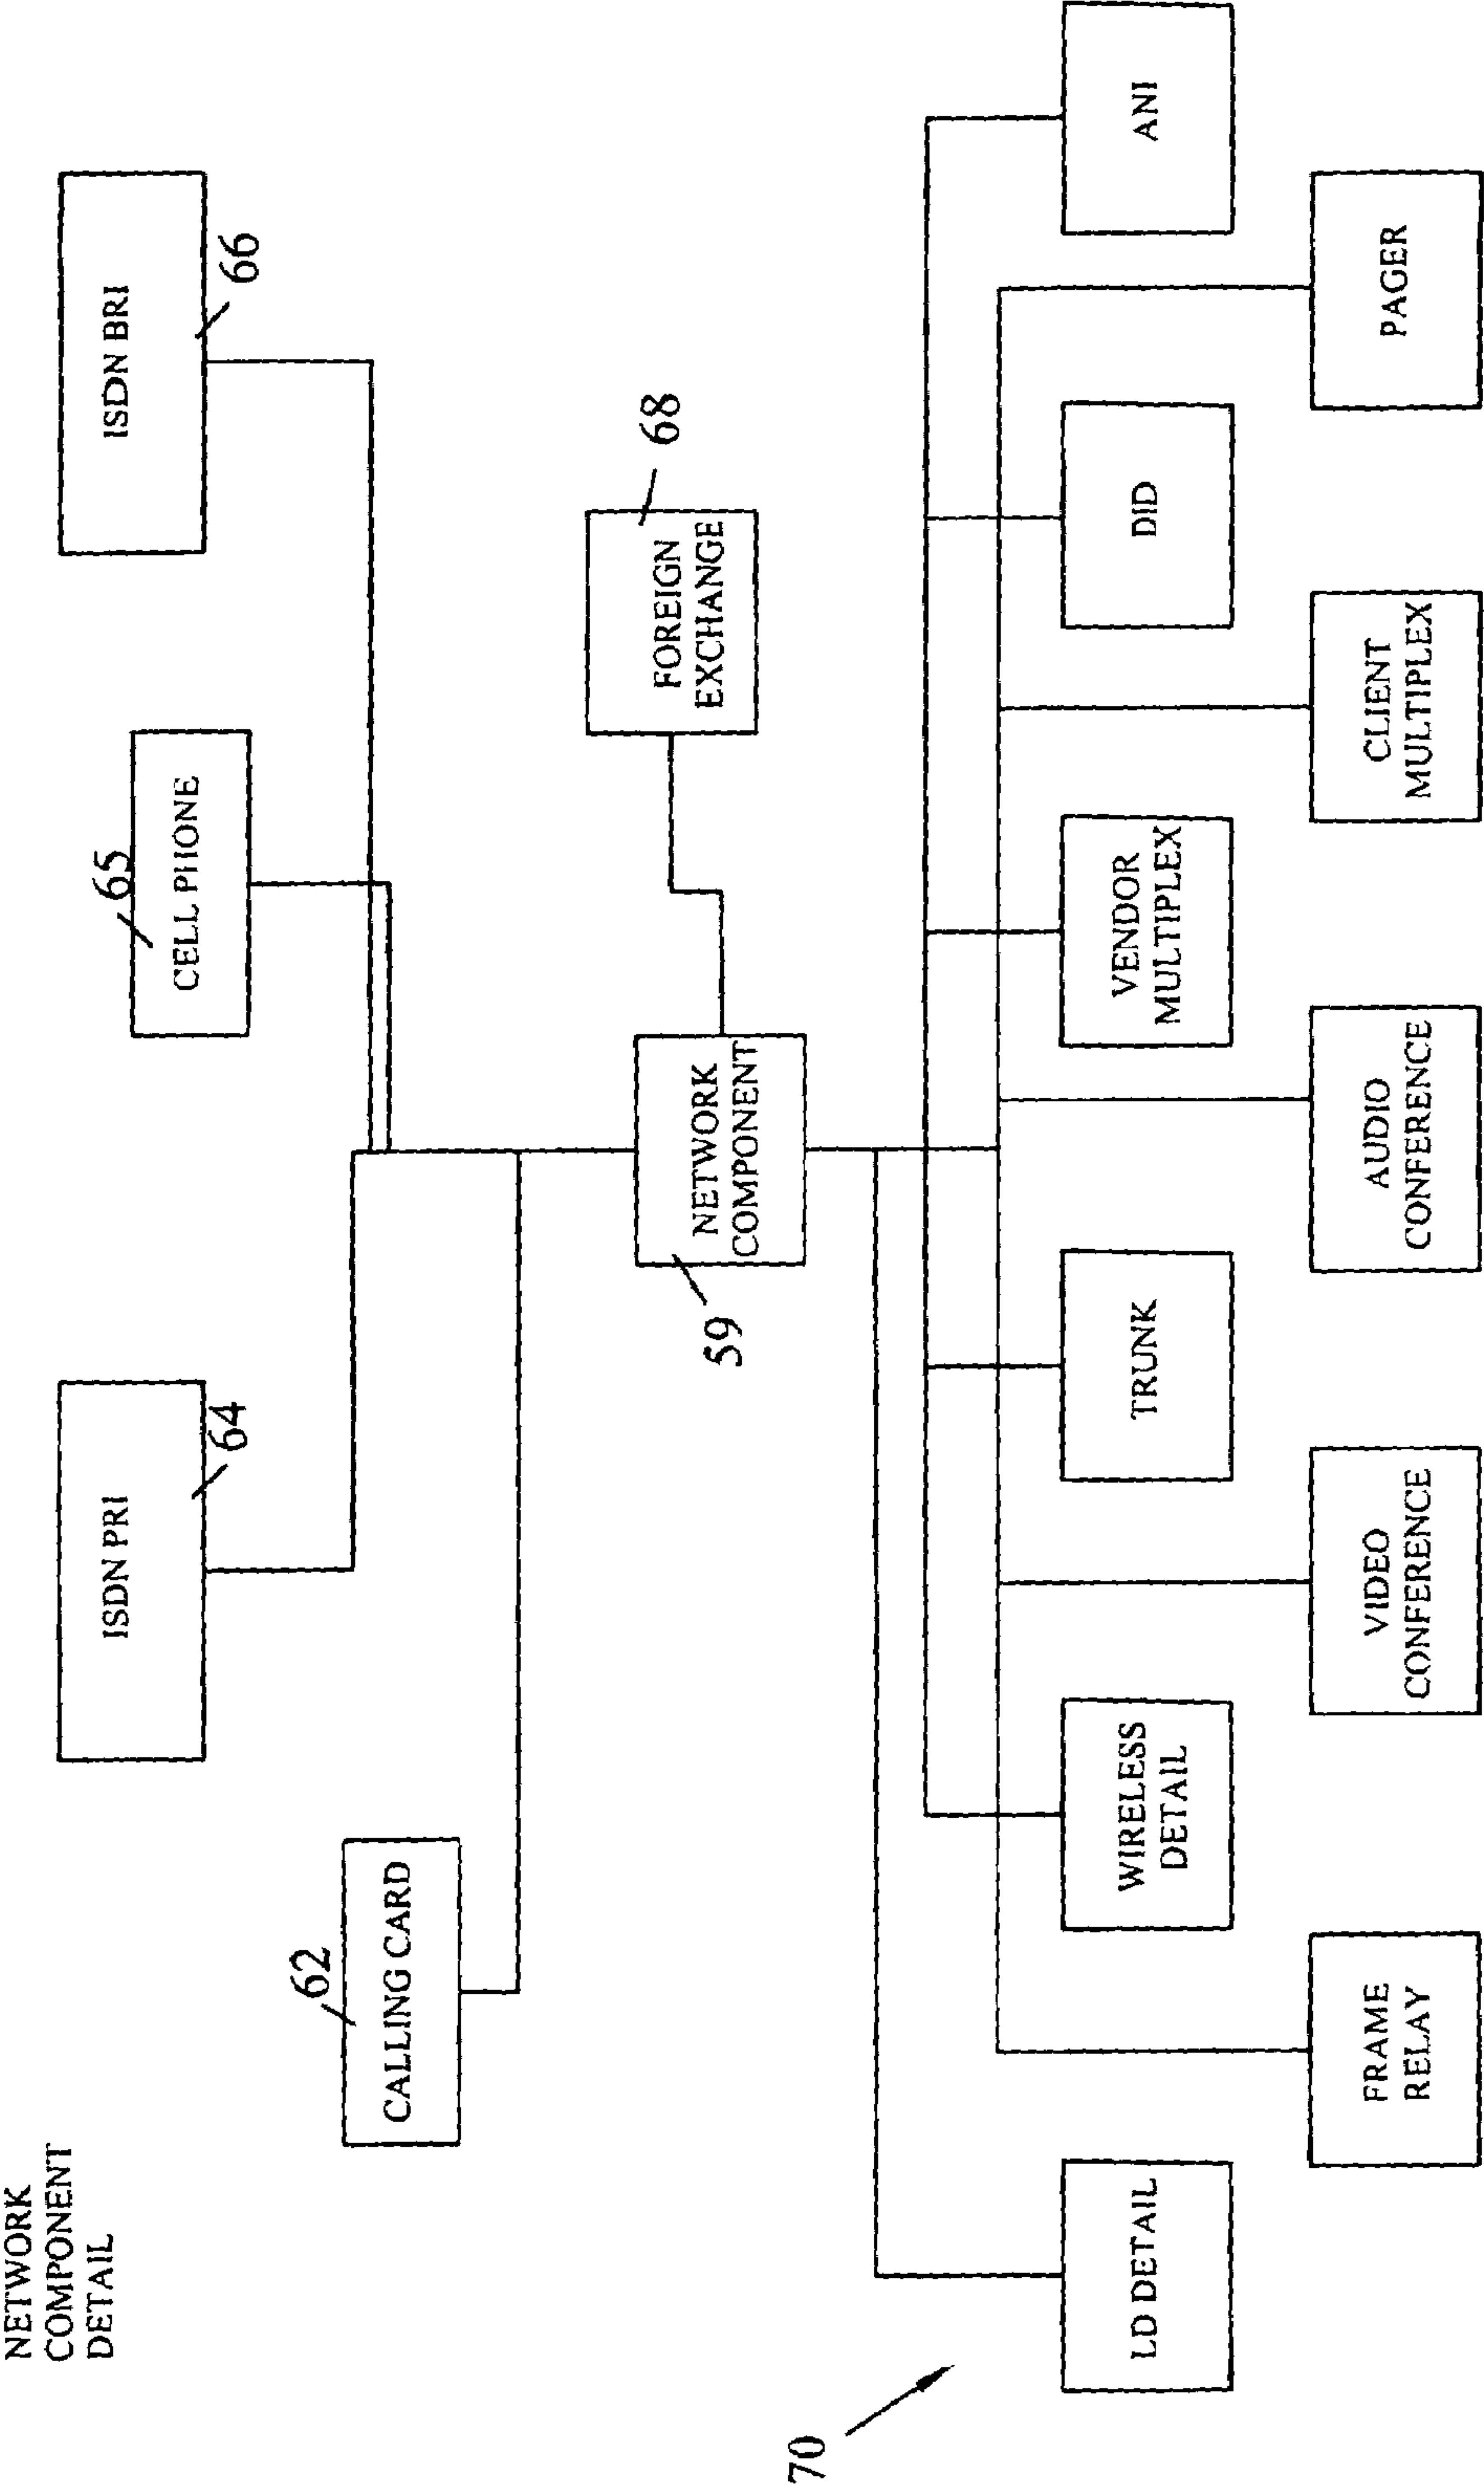 NETWORK
COMPONENT
DETAIL
ISDN PRI
64
ISDN BRI
66
65
CELL PHONE
62
CALLING CARD
FOREIGN
EXCHANGE
68
NETWORK
COMPONENT
59
70
LD DETAIL
WIRELESS
DETAIL
TRUNK
VENDOR
MULTIPLEX
DID
ANI
FRAME
RELAY
VIDEO
CONFERENCE
AUDIO
CONFERENCE
CLIENT
MULTIPLEX
PAGER